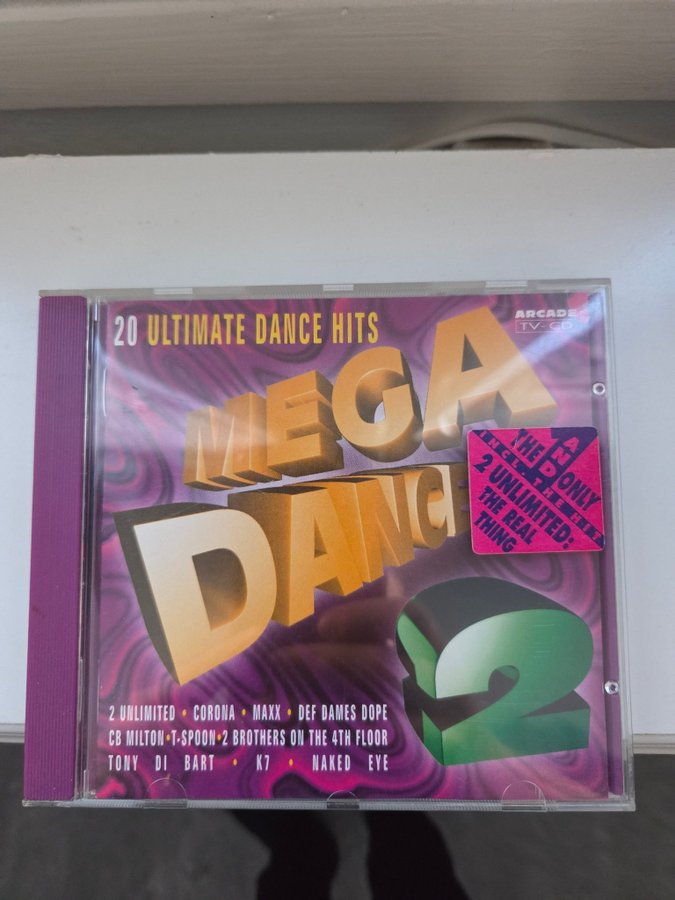 20 ULTIMATE DANCE HITS
ARCADE
TV-CD
MEGA
DANC
2
AND
THE ONLY
2 UNLIMITED:
THE REAL
THING
2 UNLIMITED • CORONA • MAXX • DEF DAMES DOPE
CB MILTON • T-SPOON • 2 BROTHERS ON THE 4TH FLOOR
TONY DI BART • K7 • NAKED EYE